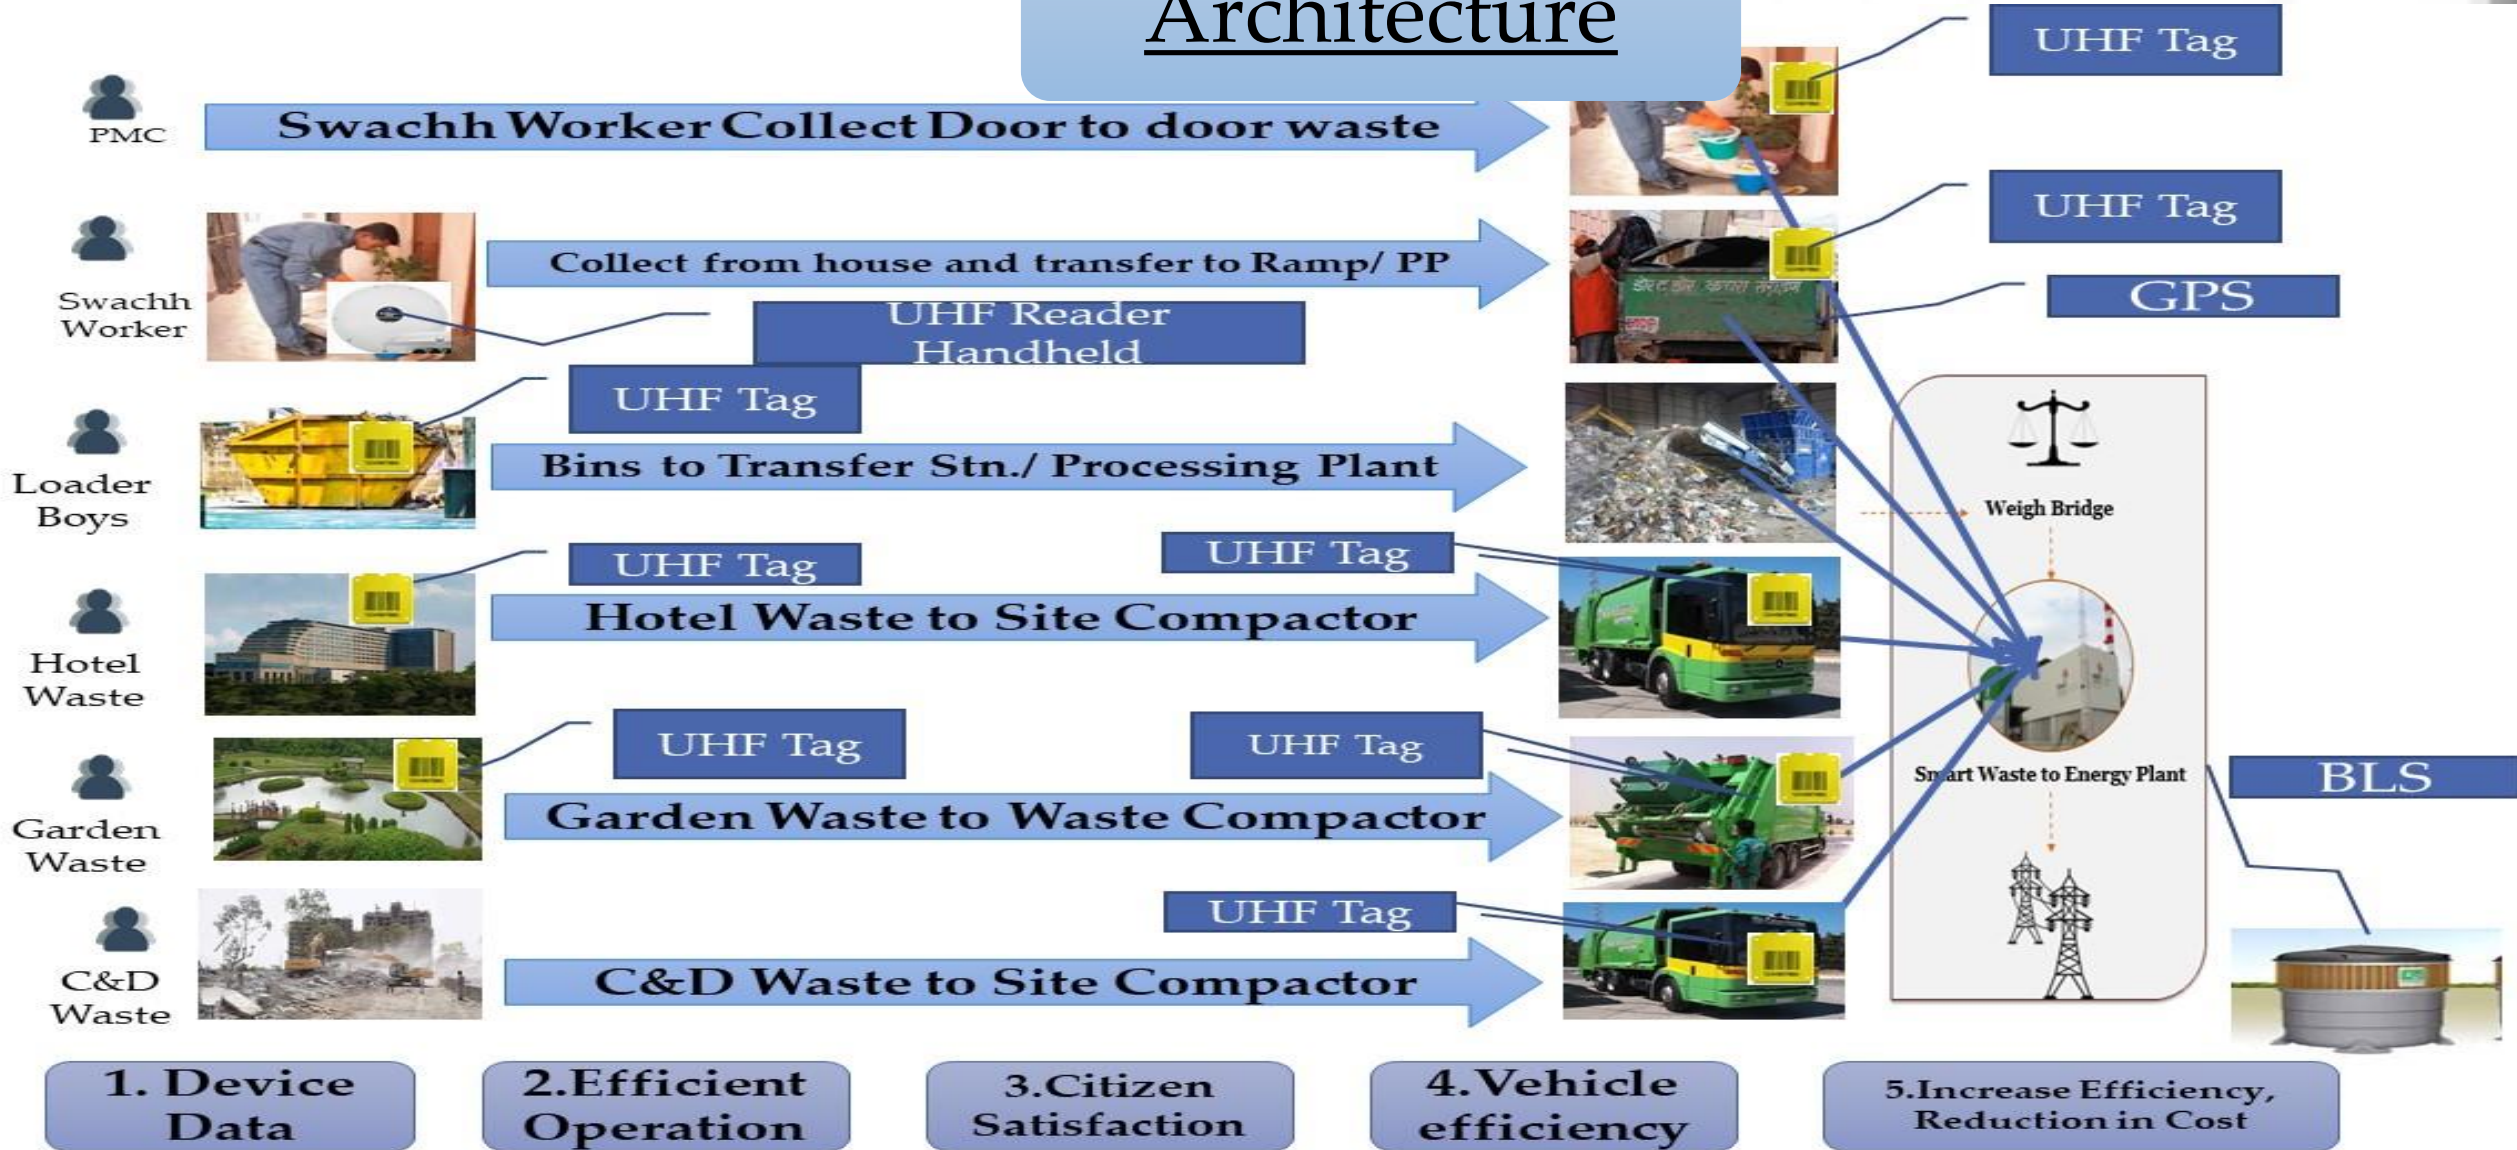 Architecture
UHF Tag
PMC
Swachh Worker Collect Door to door waste
UHF Tag
Swachh
Worker
Collect from house and transfer to Ramp/ PP
GPS
UHF Reader
Handheld
UHF Tag
Loader
Boys
Bins to Transfer Stn./ Processing Plant
Weigh Bridge
UHF Tag
UHF Tag
Hotel
Waste
Hotel Waste to Site Compactor
UHF Tag
UHF Tag
Smart Waste to Energy Plant
BLS
Garden
Waste
Garden Waste to Waste Compactor
UHF Tag
C&D
Waste
C&D Waste to Site Compactor
1. Device
Data
2.Efficient
Operation
3.Citizen
Satisfaction
4.Vehicle
efficiency
5.Increase Efficiency,
Reduction in Cost